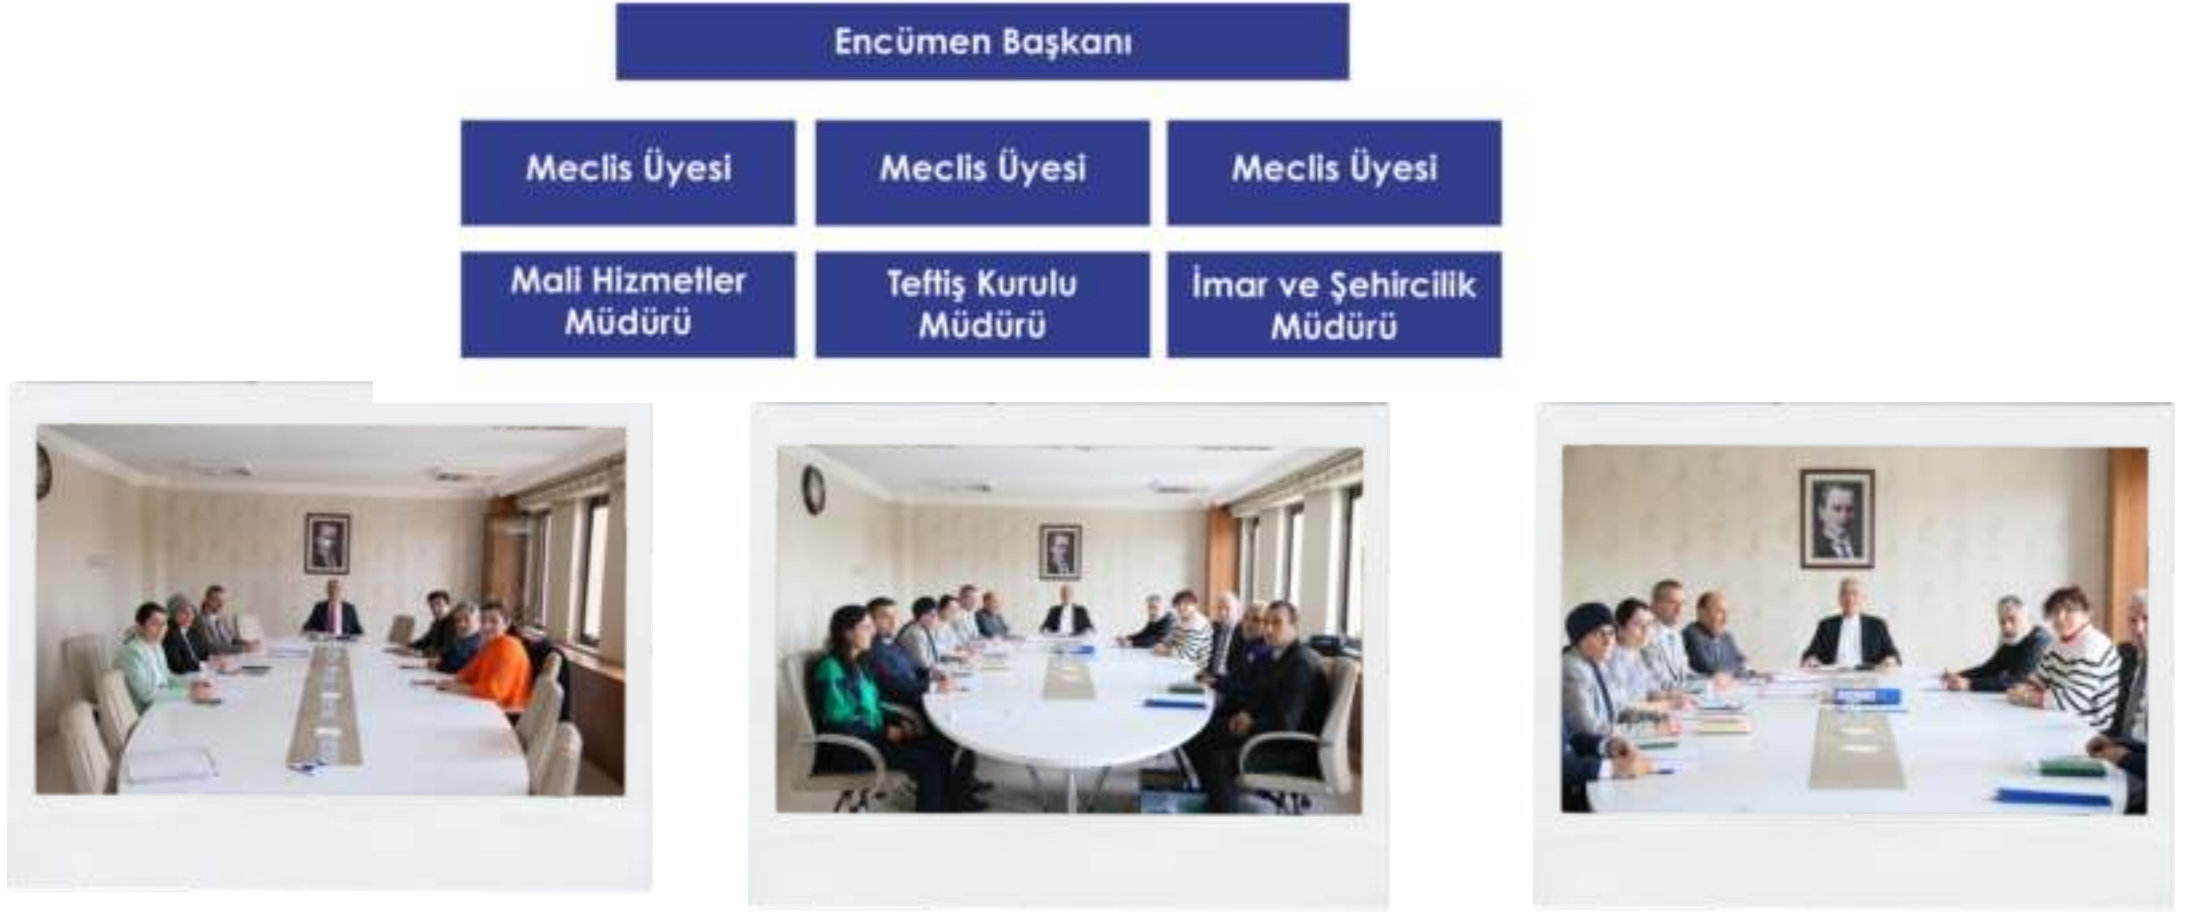 Encümen Başkanı
Meclis Üyesi
Meclis Üyesi
Meclis Üyesi
Mali Hizmetler
Müdürü
Teftiş Kurulu
Müdürü
İmar ve Şehircilik
Müdürü